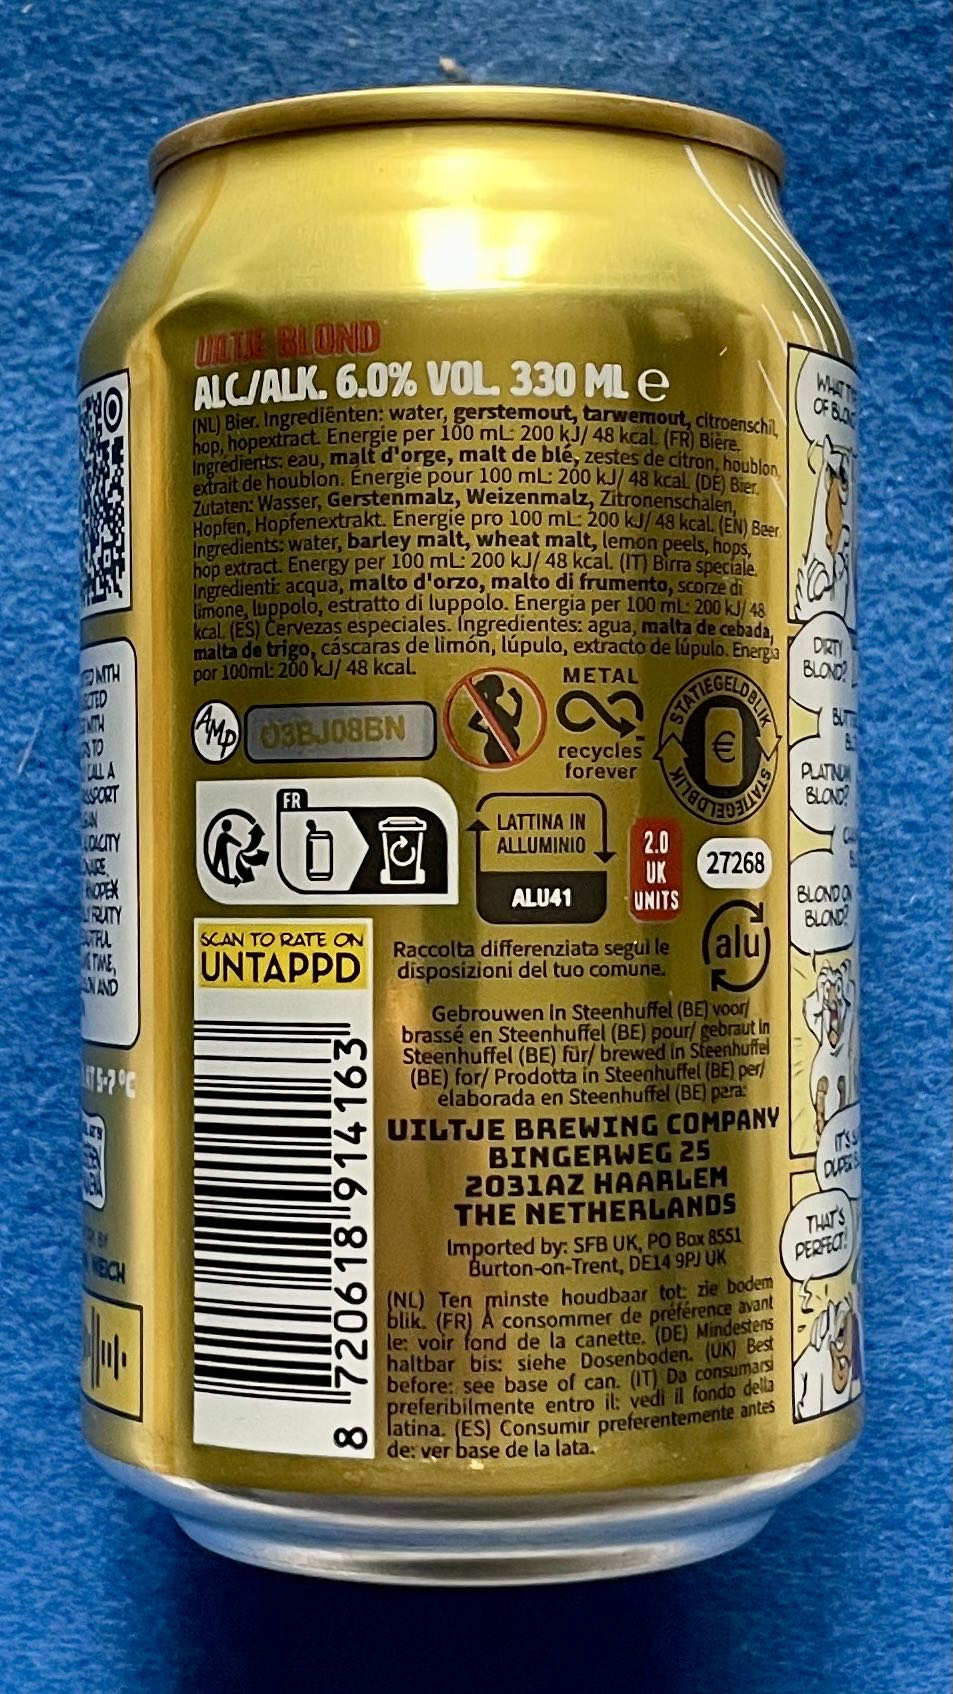 UILTJE BLOND
ALC./ALK. 6.0% VOL. 330 ML e
(NL) Bier. Ingrediënten: water, gerstemout, tarwemout, citroenschil,
hop, hopextract. Energie per 100 mL: 200 kJ/ 48 kcal. (FR) Bière.
Ingrédients: eau, malt d'orge, malt de blé, zestes de citron, houblon,
extrait de houblon. Énergie pour 100 mL: 200 kJ/ 48 kcal. (DE) Bier.
Zutaten: Wasser, Gerstenmalz, Weizenmalz, Zitronenschalen,
Hopfen, Hopfenextrakt. Energie pro 100 mL: 200 kJ/ 48 kcal. (EN) Beer
Ingredients: water, barley malt, wheat malt, lemon peels, hops,
hop extract. Energy per 100 mL: 200 kJ/ 48 kcal. (IT) Birra speciale.
Ingredienti: acqua, malto d'orzo, malto di frumento, scorze di
limone, luppolo, estratto di luppolo. Energia per 100 mL: 200 kJ/ 48
kcal. (ES) Cervezas especiales. Ingredientes: agua, malta de cebada,
malta de trigo, cáscaras de limón, lúpulo, extracto de lúpulo. Energia
por 100mL: 200 kJ/ 48 kcal.
AMP
03BJ08BN
METAL
recycles
forever
STATIEGELDBLIK
STATIEGELDBLIK
€
FR
LATTINA IN
ALLUMINIO
ALU41
2.0
UK
UNITS
27268
alu
SCAN TO RATE ON
UNTAPPD
8 720618 914163
Raccolta differenziata segui le
disposizioni del tuo comune.
Gebrouwen in Steenhuffel (BE) voor/
brassé en Steenhuffel (BE) pour/ gebraut in
Steenhuffel (BE) für/ brewed in Steenhuffel
(BE) for/ Prodotta in Steenhuffel (BE) per/
elaborada en Steenhuffel (BE) para:
UILTJE BREWING COMPANY
BINGERWEG 25
2031AZ HAARLEM
THE NETHERLANDS
Imported by: SFB UK, PO Box 8551
Burton-on-Trent, DE14 9PJ UK
(NL) Ten minste houdbaar tot: zie bodem
blik. (FR) À consommer de préférence avant
le: voir fond de la canette. (DE) Mindestens
haltbar bis: siehe Dosenboden. (UK) Best
before: see base of can. (IT) Da consumarsi
preferibilmente entro il: vedi il fondo della
latina. (ES) Consumir preferentemente antes
de: ver base de la lata.
WITH
WITH
TO
CALL A
FRUITY
TIME,
AND
5-7 °C
BY
WHAT
OF
DIRTY
BLOND?
PLATINUM
BLOND?
BLOND ON
BLOND?
IT'S
THAT'S
PERFECT!